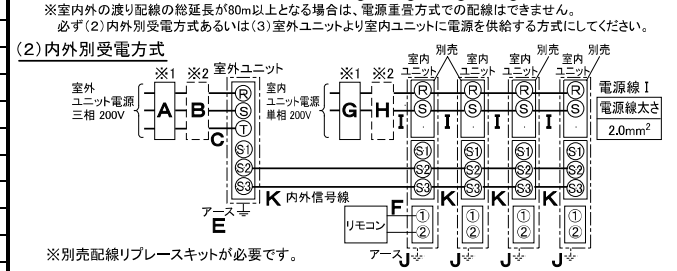 ※室内外の渡り配線の総延長が80m以上となる場合は、電源重畳方式での配線はできません。
必ず(2)内外別受電方式あるいは(3)室外ユニットより室内ユニットに電源を供給する方式にしてください。
(2)内外別受電方式
※1 ※2 室外ユニット
室外
ユニット電源
三相 200V
A B C
R
S
T
S1
S2
S3
アース
E
※1 ※2
室内
ユニット電源
単相 200V
G H
室内
ユニット
別売
室内
ユニット
別売
室内
ユニット
別売
室内
ユニット
R R R R
S S S S
I I I I
S1 S1 S1 S1
S2 S2 S2 S2
S3 S3 S3 S3
K 内外信号線
K K K
リモコン
F
① ① ① ①
② ② ② ②
アース J J J J
電源線 I
電源線太さ
2.0mm²
※別売配線リプレースキットが必要です。